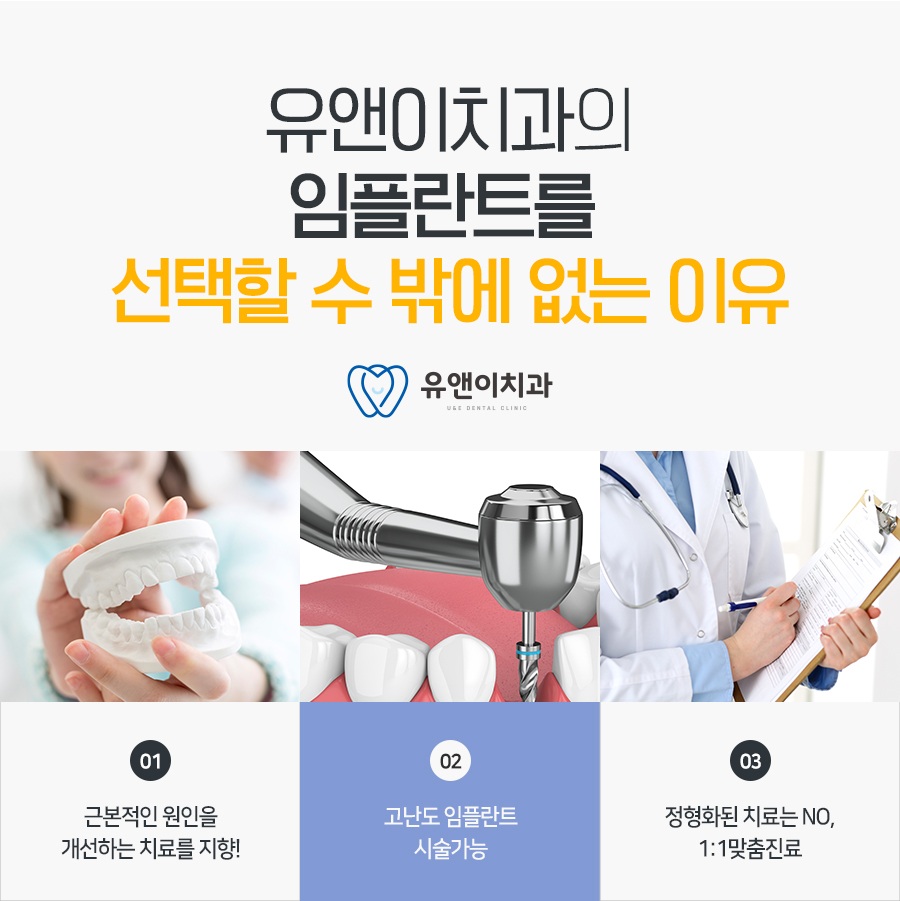 유앤이치과의
임플란트를
선택할 수 밖에 없는 이유
유앤이치과
U&E DENTAL CLINIC
01
근본적인 원인을
개선하는 치료를 지향!
02
고난도 임플란트
시술가능
03
정형화된 치료는 NO,
1:1맞춤진료